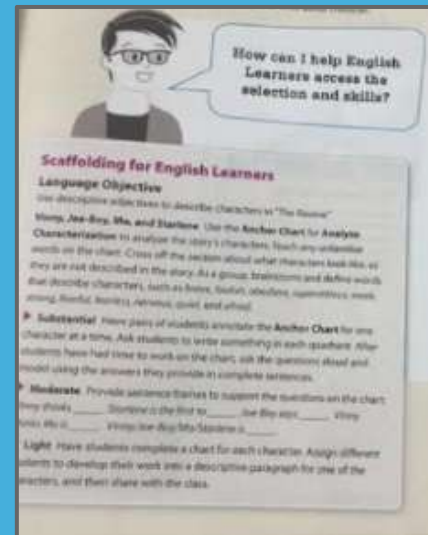 How can I help English
Learners access the
selection and skills?
Scaffolding for English Learners
Language Objective
Use descriptive adjectives to describe characters in "The
Vinny, Joe-Boy, Mo, and Starlene Use the Anchor Chart for Analyze
Characterization to analyze the story's characters. Teach any unfamiliar
words on the chart. Cross off the section about what characters look like, as
they are not described in the story. As a group, brainstorm and define words
that describe characters, such as brave, foolish, obedient, superstitious, weak,
strong, fearful, fearless, nervous, quiet, and afraid.
Substantial Have pairs of students annotate the Anchor Chart for one
character at a time. Ask students to write something in each quadrant. After
students have had time to work on the chart, ask the questions aloud and
model using the answers they provide in complete sentences.
Moderate Provide sentence frames to support the questions on the chart:
Vinny thinks ______ Starlene is the first to ______ Joe-Boy says ______ Vinny
Mo is ______ Vinny/Joe-Boy/Mo/Starlene is ______
Light Have students complete a chart for each character. Assign different
students to develop their work into a descriptive paragraph for one of the
characters, and then share with the class.